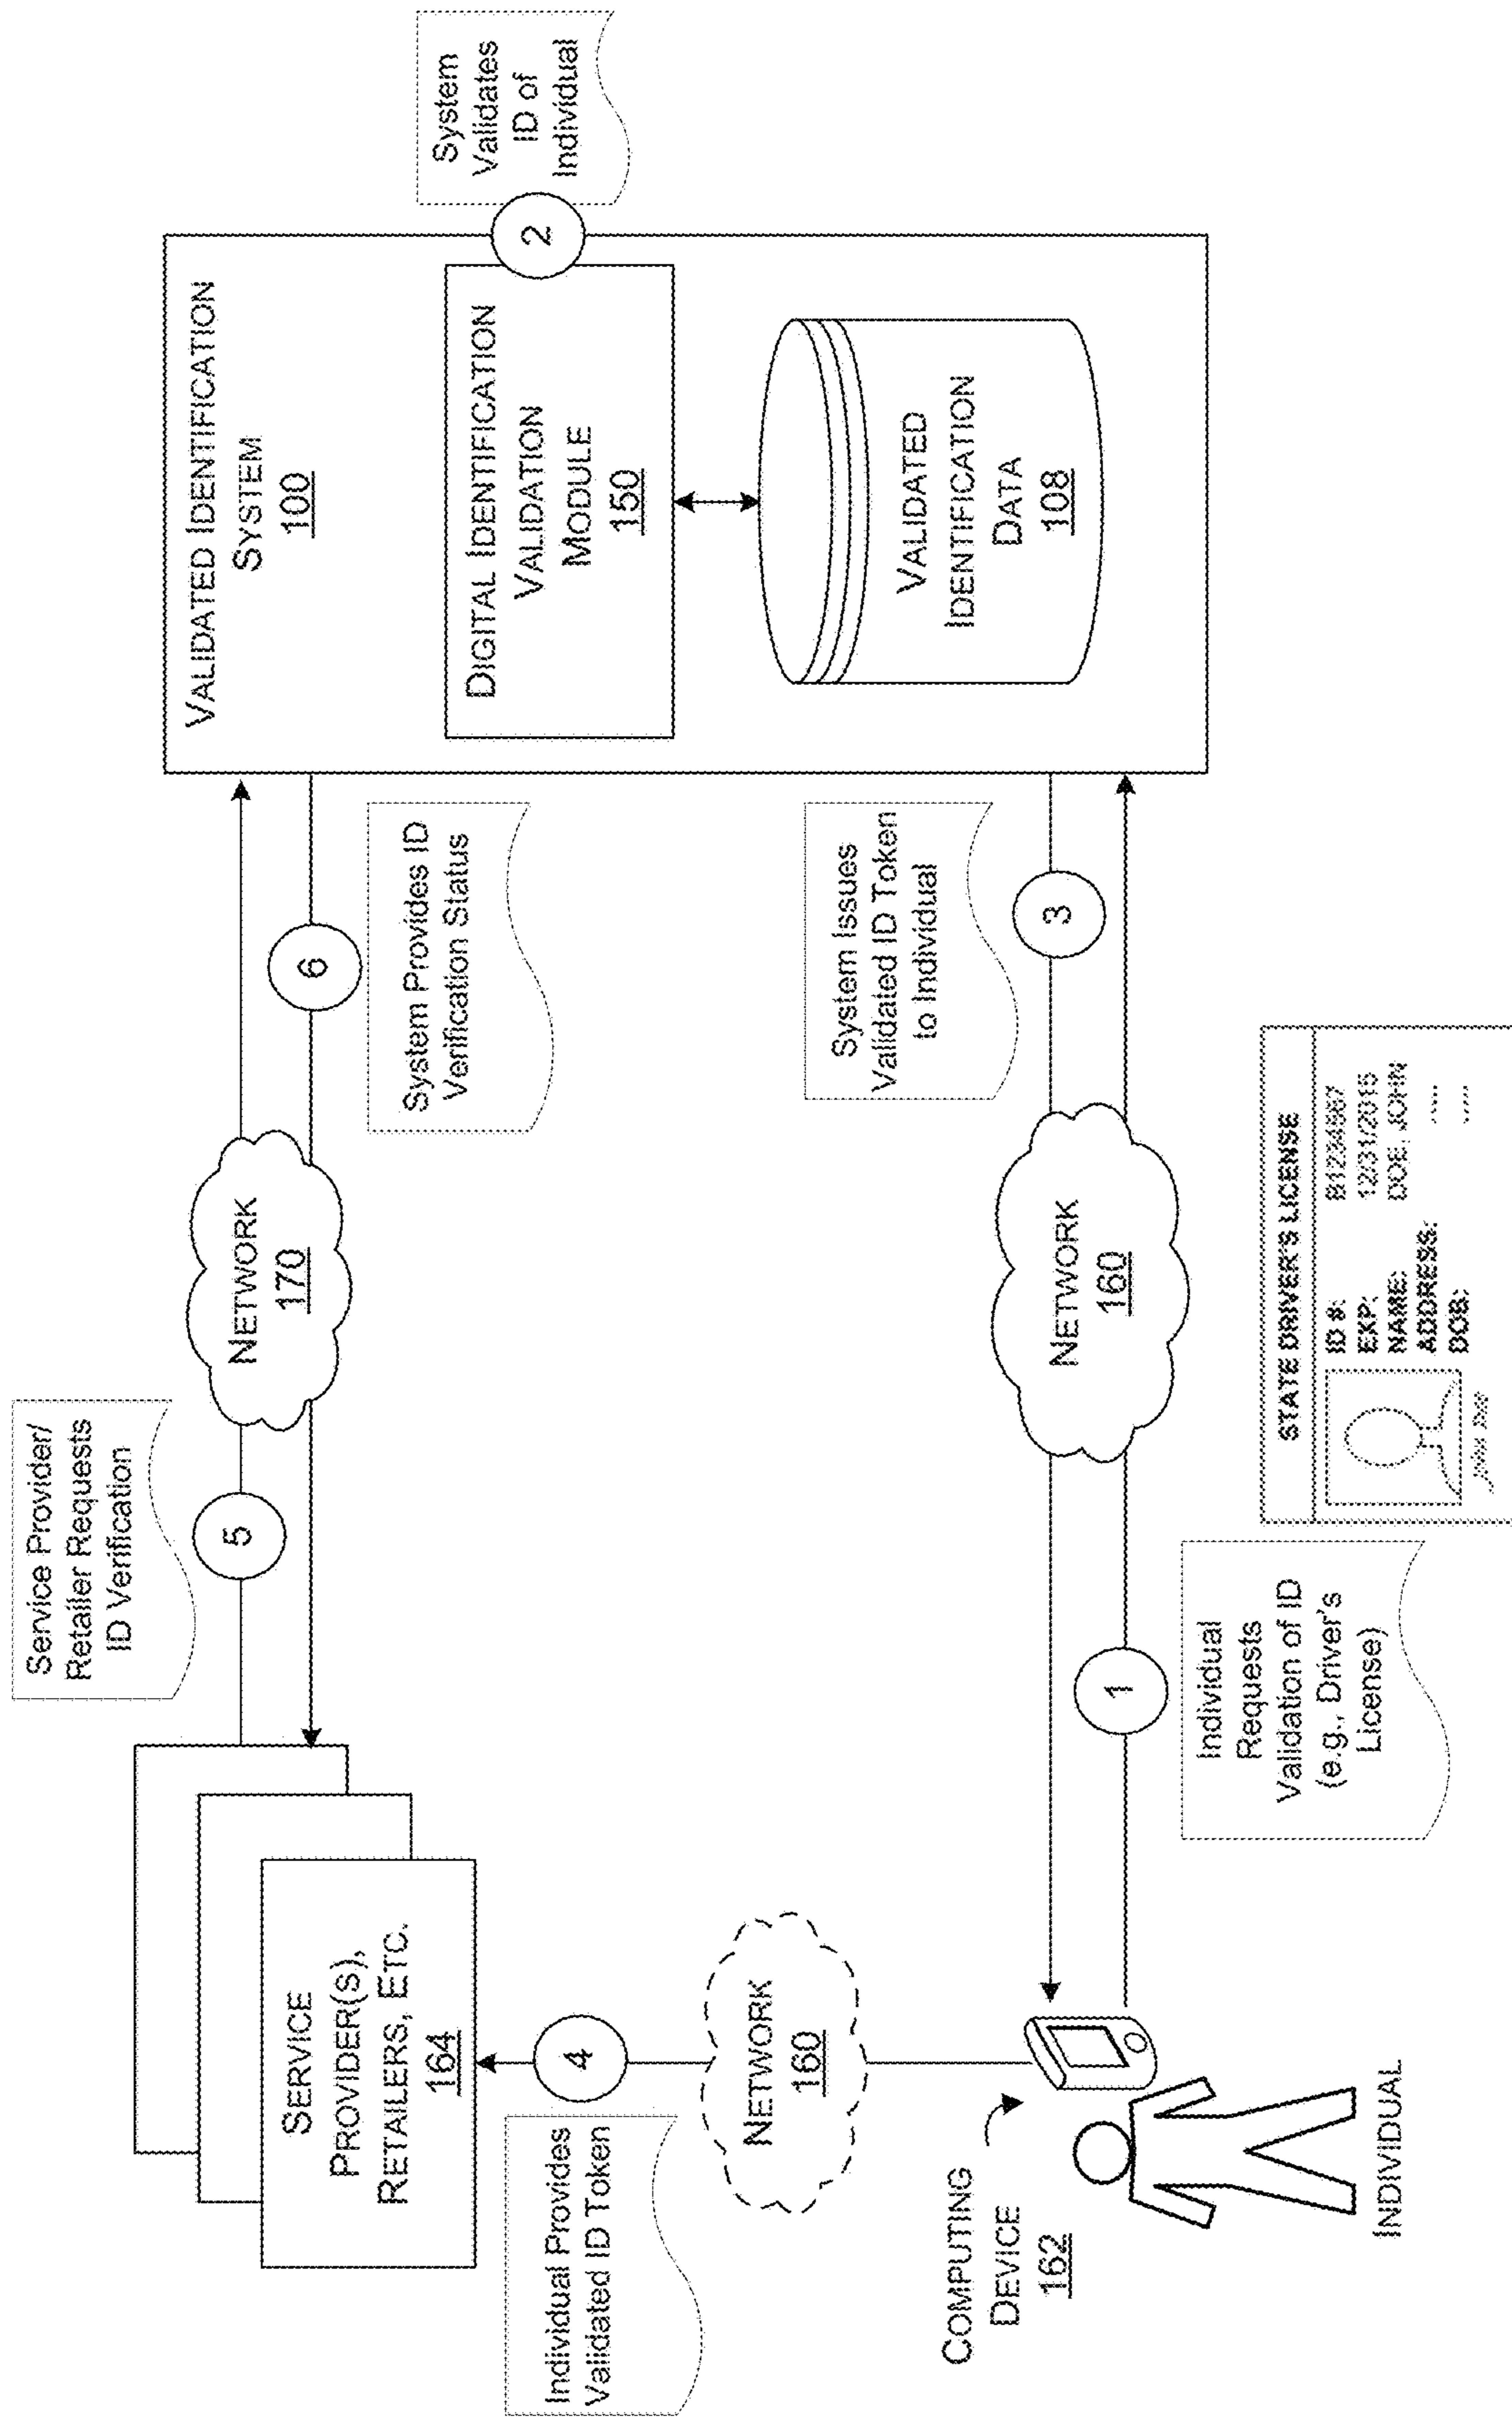 Service Provider/
Retailer Requests
ID Verification
5
NETWORK
170
6
System Provides ID
Verification Status
VALIDATED IDENTIFICATION
SYSTEM
100
DIGITAL IDENTIFICATION
VALIDATION
MODULE
150
2
System
Validates
ID of
Individual
VALIDATED
IDENTIFICATION
DATA
108
SERVICE
PROVIDER(S),
RETAILERS, ETC.
164
4
Individual Provides
Validated ID Token
NETWORK
160
COMPUTING
DEVICE
162
INDIVIDUAL
System Issues
Validated ID Token
to Individual
3
NETWORK
160
1
Individual
Requests
Validation of ID
(e.g., Driver's
License)
STATE DRIVER'S LICENSE
ID #: B1234567
EXP: 12/31/2015
NAME: DOE, JOHN
ADDRESS: ....
DOB: ....
John Doe